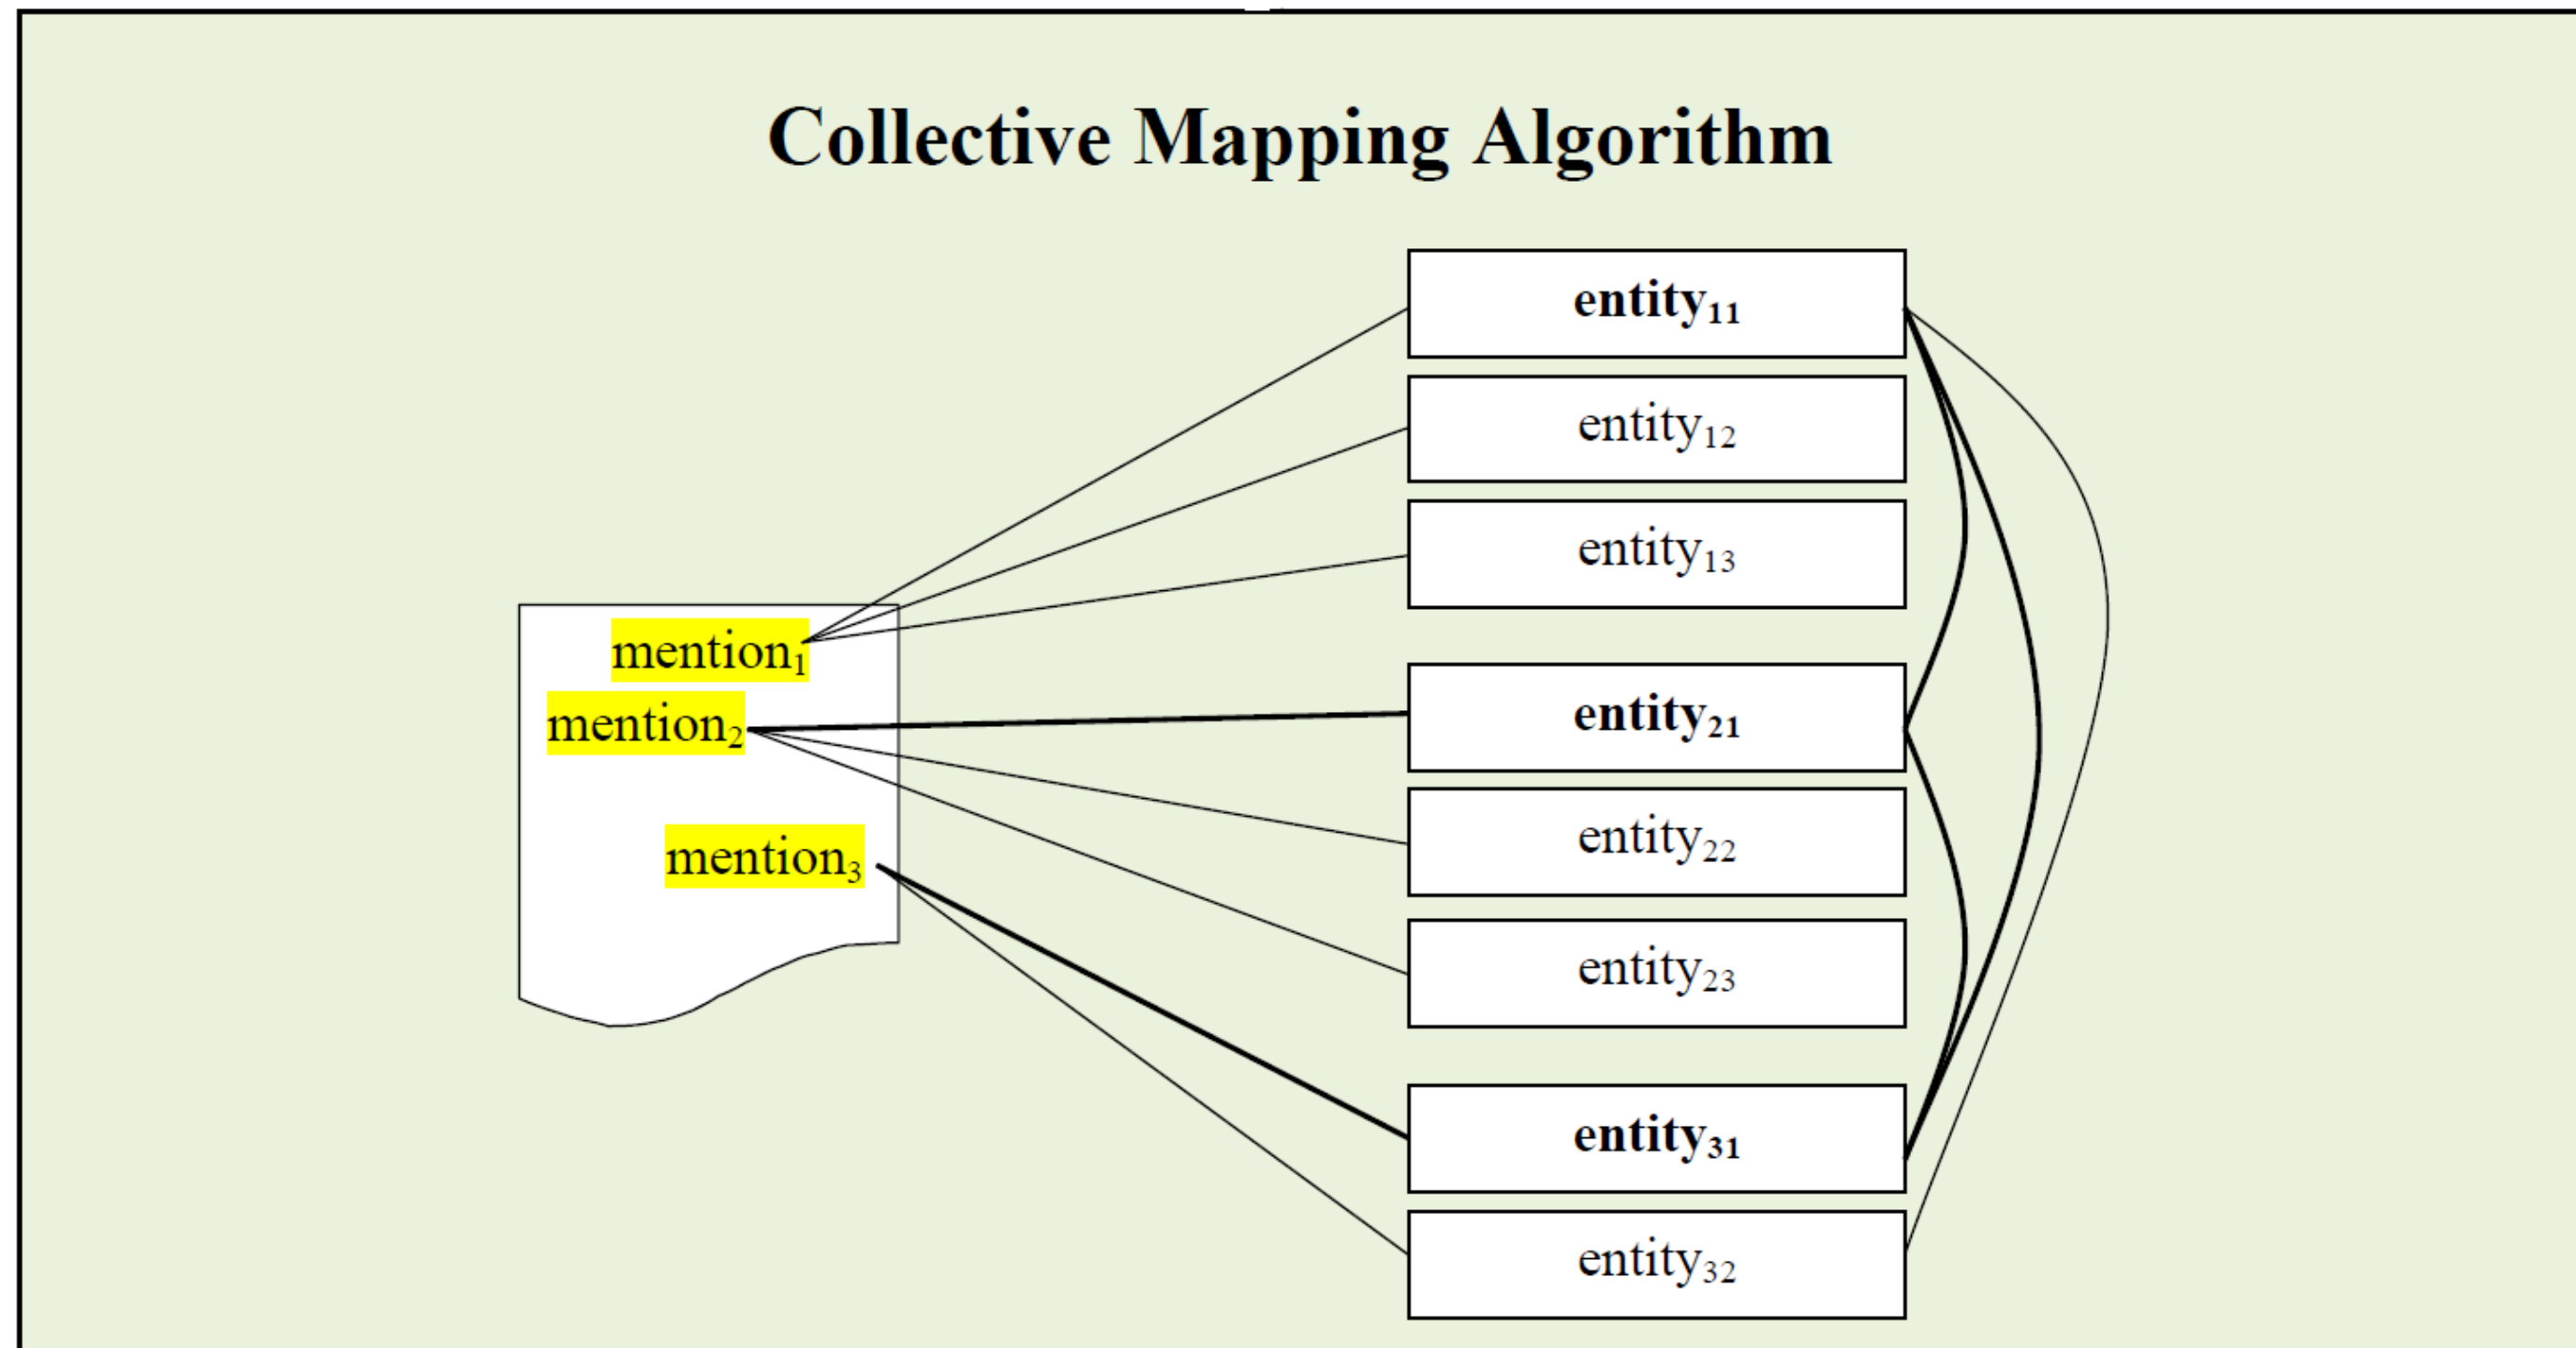 Collective Mapping Algorithm
mention₁
mention₂
mention₃
entity₁₁
entity₁₂
entity₁₃
entity₂₁
entity₂₂
entity₂₃
entity₃₁
entity₃₂